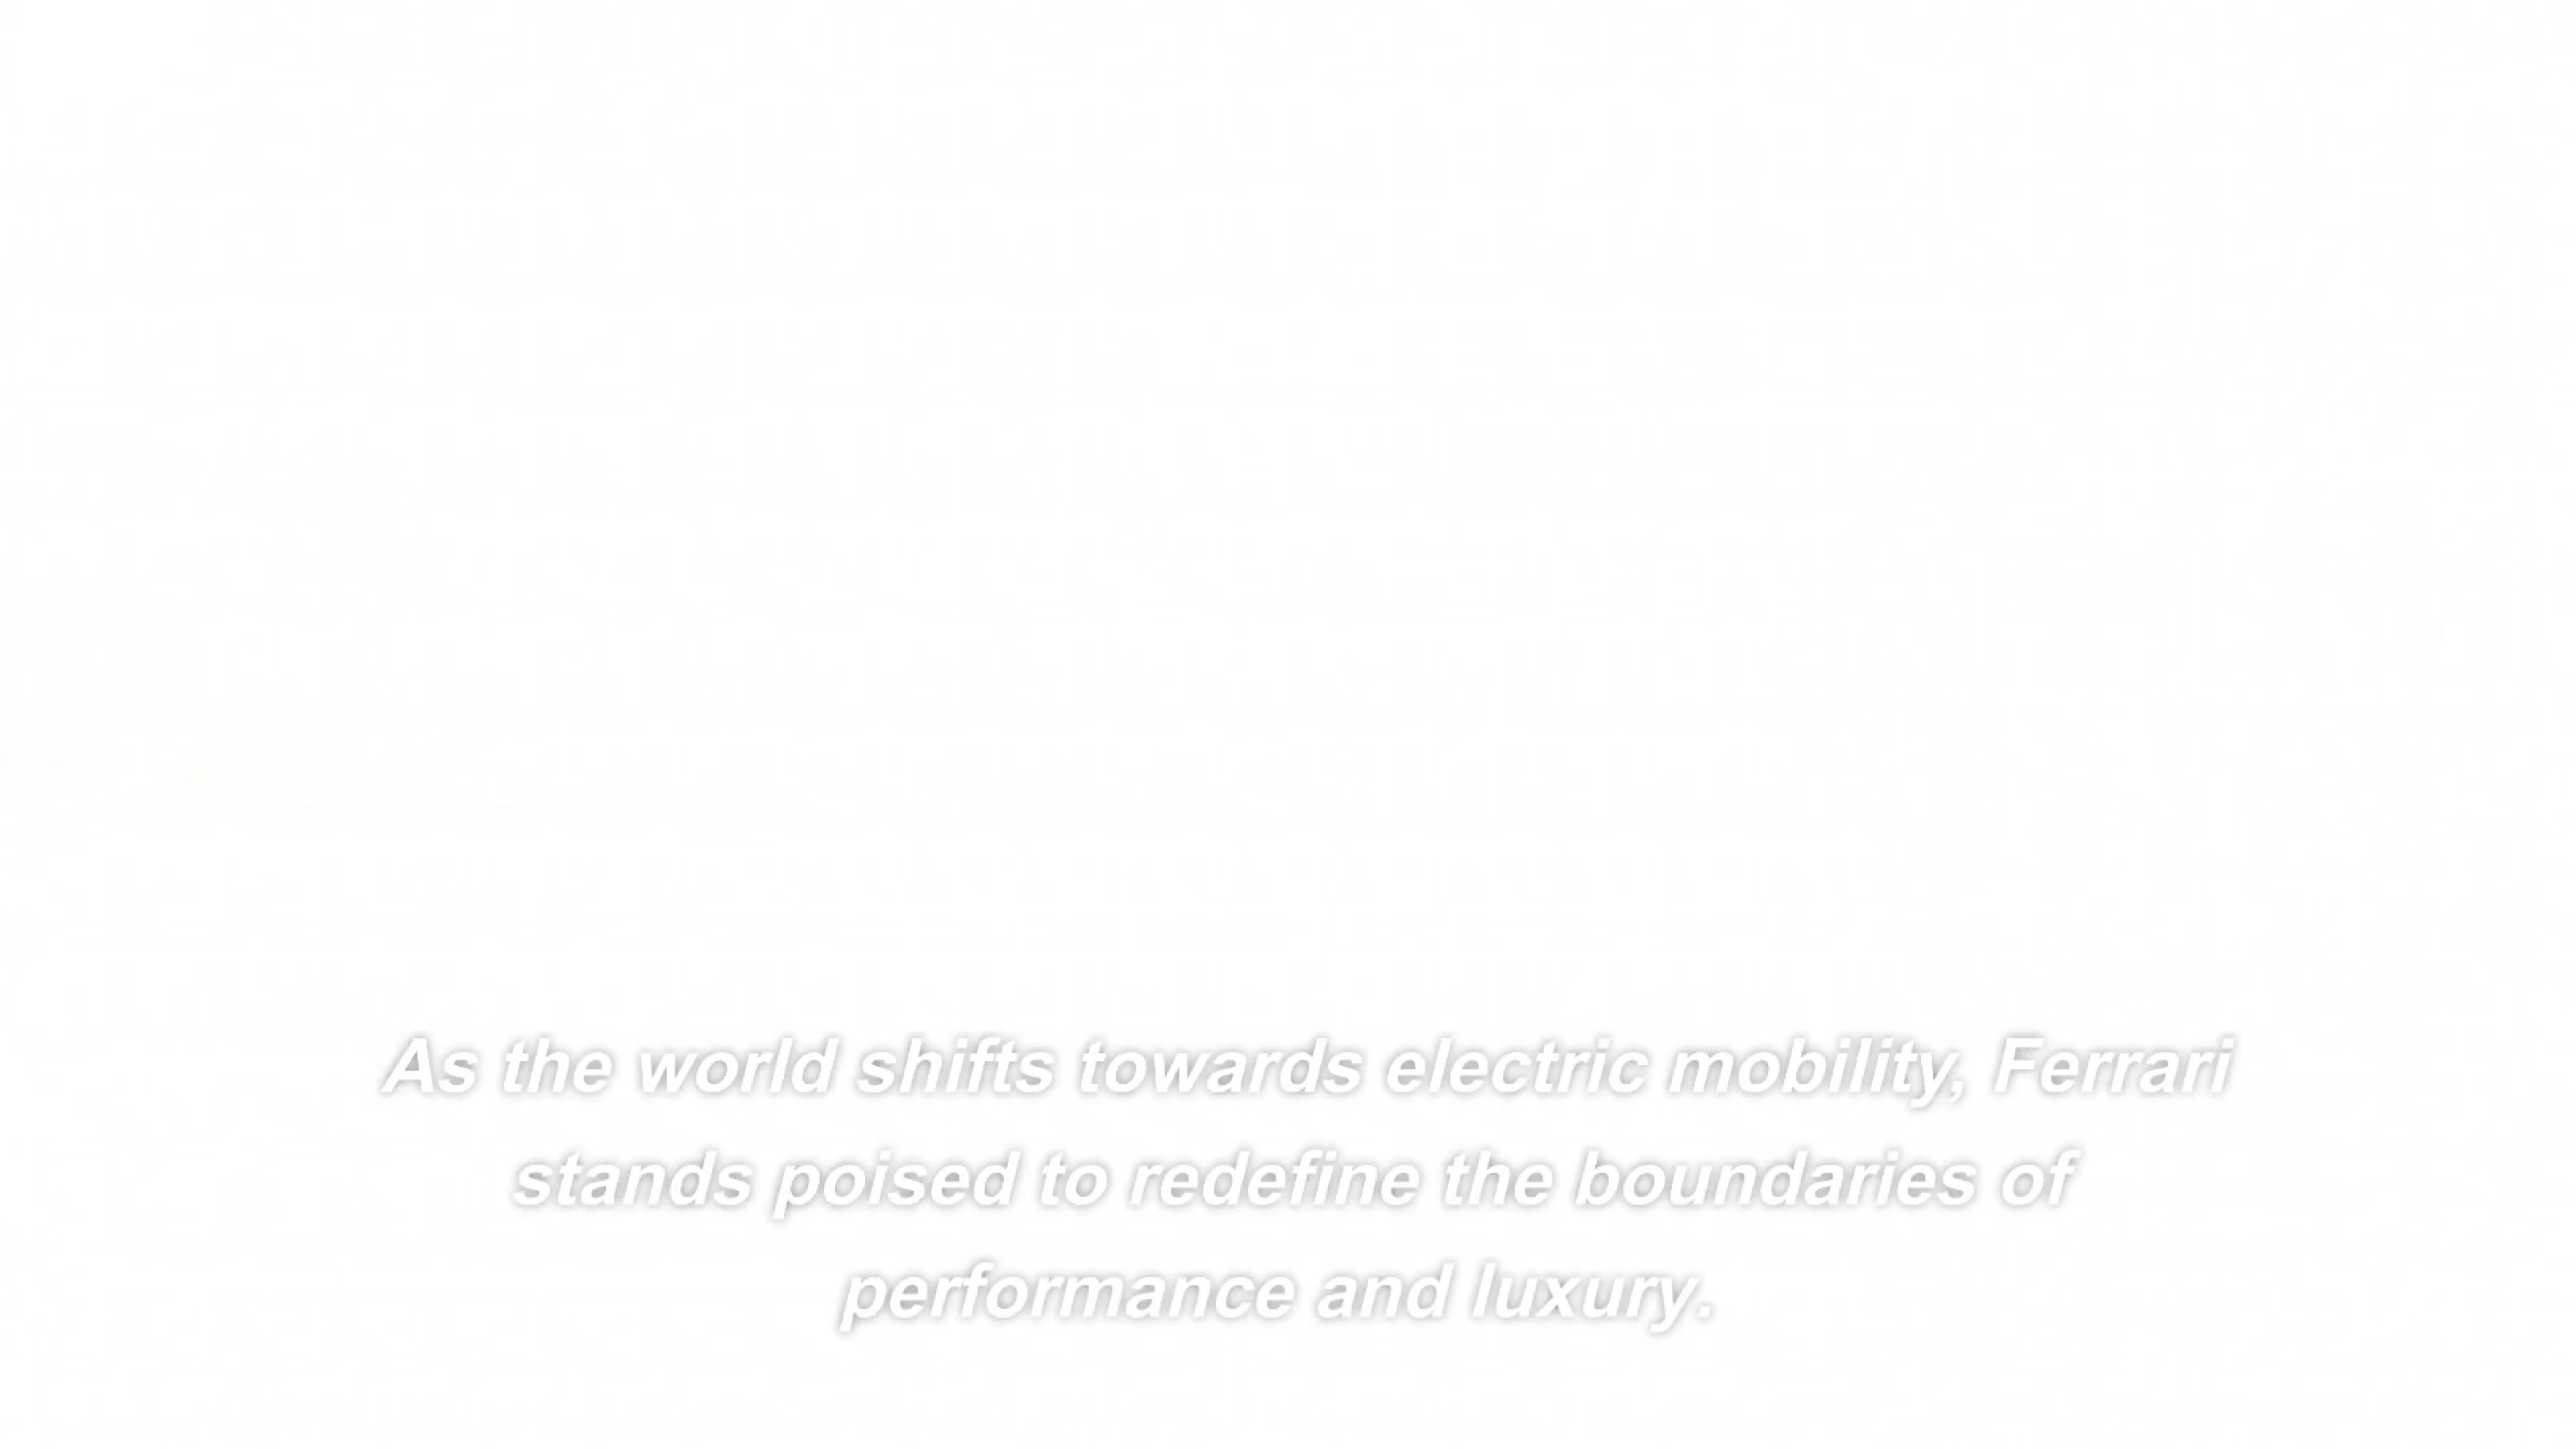 As the world shifts towards electric mobility, Ferrari
stands poised to redefine the boundaries of
performance and luxury.